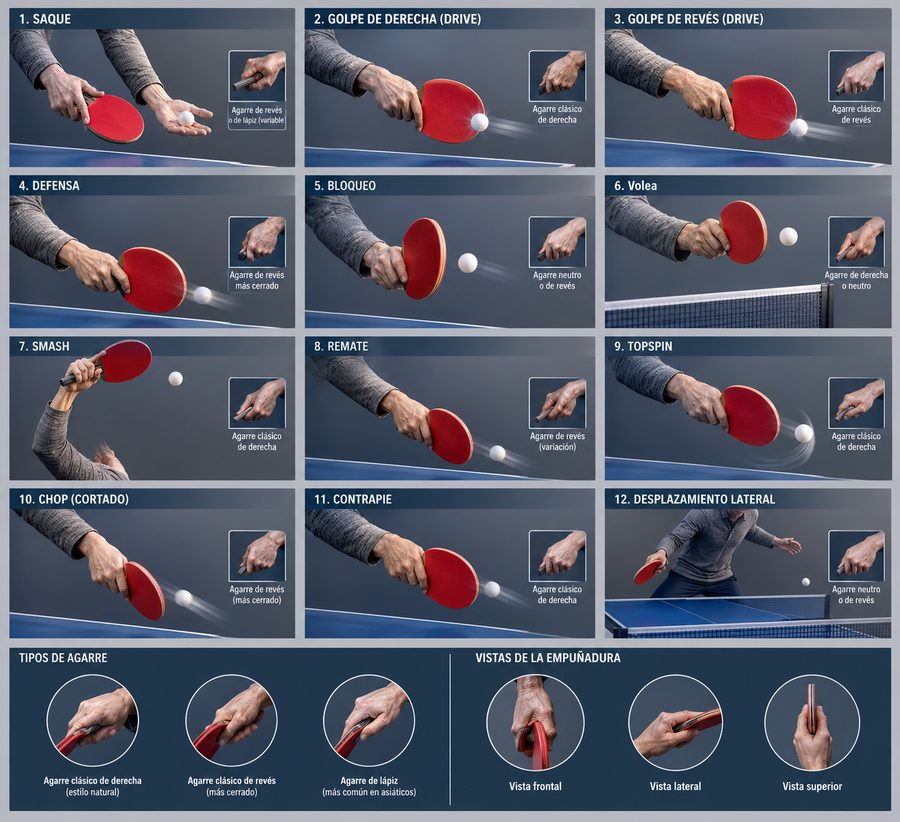 1. SAQUE
Agarre de revés
o de lápiz (variable)
2. GOLPE DE DERECHA (DRIVE)
Agarre clásico
de derecha
3. GOLPE DE REVÉS (DRIVE)
Agarre clásico
de revés
4. DEFENSA
Agarre de revés
más cerrado
5. BLOQUEO
Agarre neutro
o de revés
6. Volea
Agarre de derecha
o neutro
7. SMASH
Agarre clásico
de derecha
8. REMATE
Agarre de revés
(variación)
9. TOPSPIN
Agarre clásico
de derecha
10. CHOP (CORTADO)
Agarre de revés
(más cerrado)
11. CONTRAPIE
Agarre clásico
de derecha
12. DESPLAZAMIENTO LATERAL
Agarre neutro
o de revés
TIPOS DE AGARRE
Agarre clásico de derecha
(estilo natural)
Agarre clásico de revés
(más cerrado)
Agarre de lápiz
(más común en asiáticos)
VISTAS DE LA EMPUÑADURA
Vista frontal
Vista lateral
Vista superior